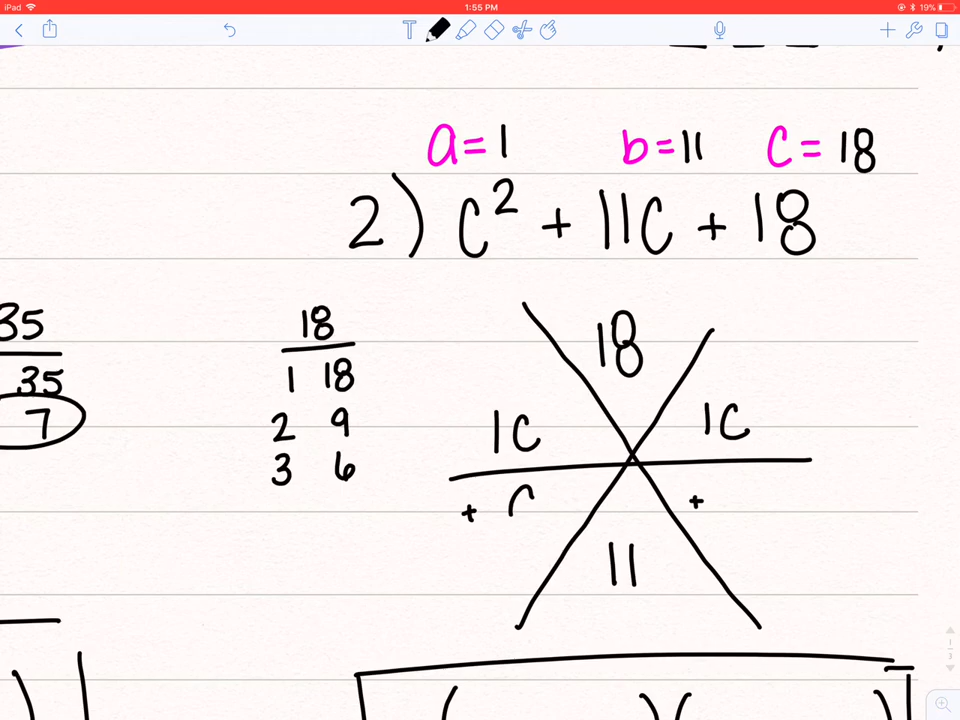 iPad 1:55 PM 19%
T
a=1 b=11 c=18
2) c² + 11c + 18
35
35
7
18
1 18
2 9
3 6
18
1c 1c
+ +
11
( )( )